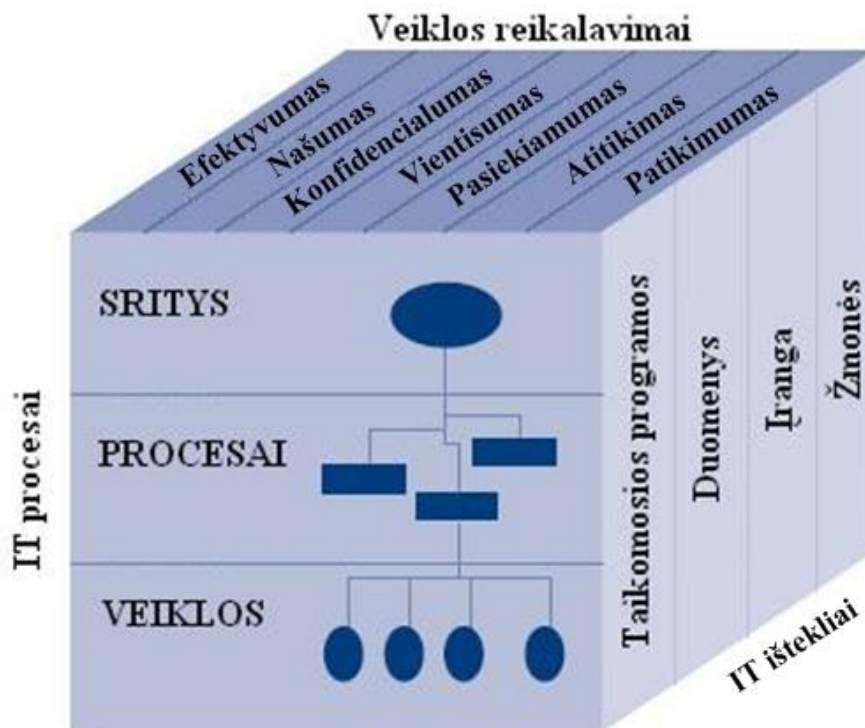 Veiklos reikalavimai
Efektyvumas
Našumas
Konfidencialumas
Vientisumas
Pasiekiamumas
Atitikimas
Patikimumas
IT procesai
SRITYS
PROCESAI
VEIKLOS
Taikomosios programos
Duomenys
Įranga
Žmonės
IT ištekliai